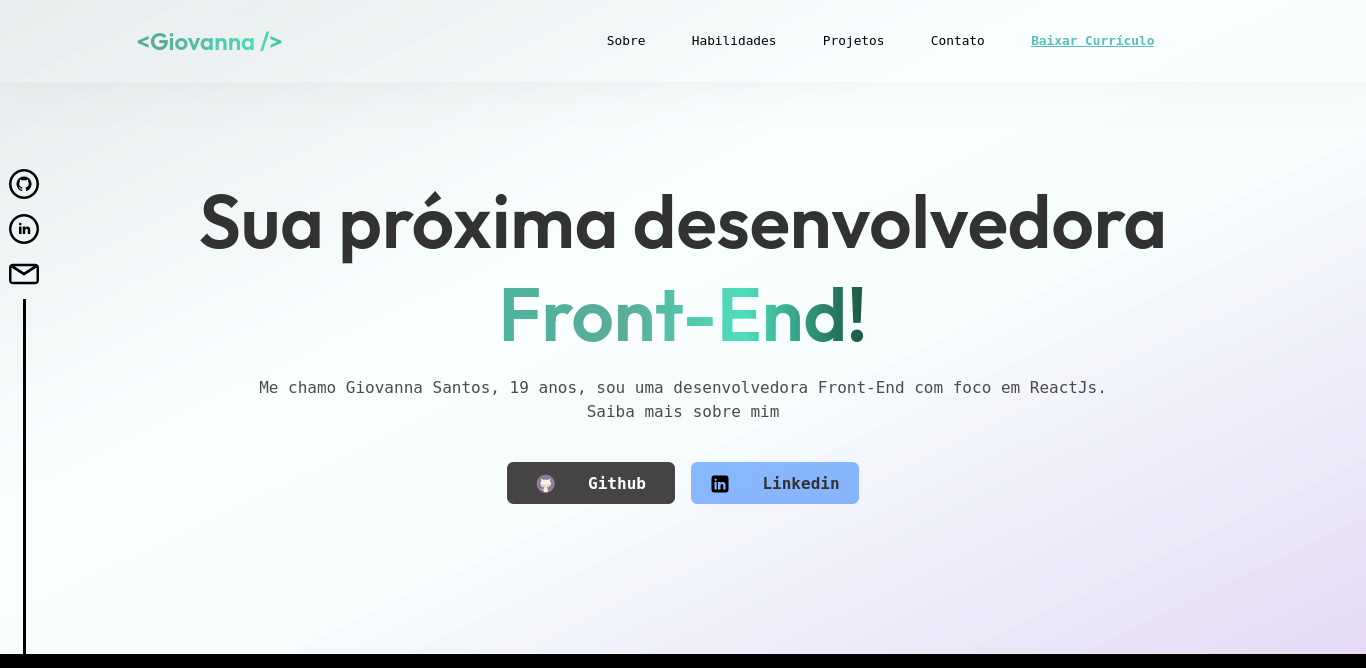 <Giovanna />
Sobre Habilidades Projetos Contato Baixar Currículo
Sua próxima desenvolvedora
Front-End!
Me chamo Giovanna Santos, 19 anos, sou uma desenvolvedora Front-End com foco em ReactJs.
Saiba mais sobre mim
Github Linkedin